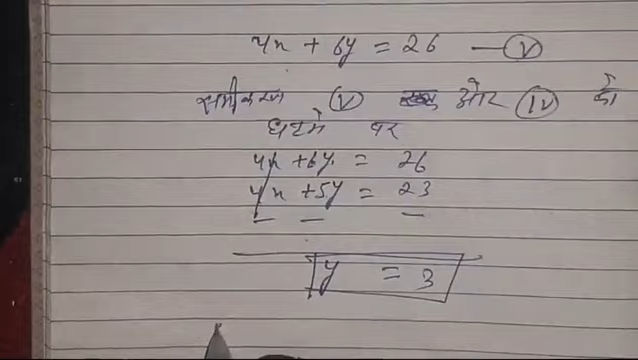 4x + 6y = 26 — (V)
समीकरण (V) और (IV) को
घटाने पर
4x + 6y = 26
4x + 5y = 23
— — —
y = 3